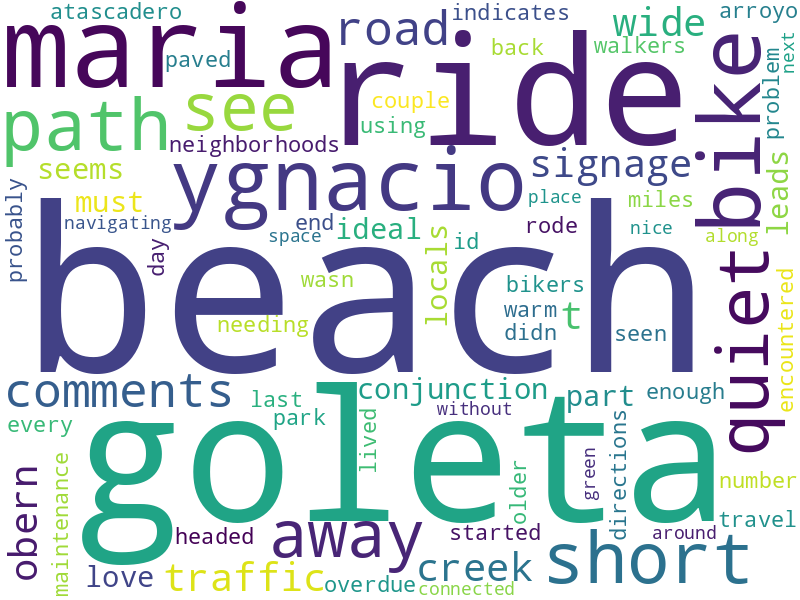 atascadero
indicates
arroyo
maria
road
wide
paved
back
walkers
next
ride
bike
problem
path
see
couple
using
neighborhoods
seems
ygnacio
signage
leads
probably
must
place
miles
navigating
end
ideal
locals
id
rode
nice
along
day
space
beach
wasn
bikers
quiet
encountered
needing
warm
t
didn
seen
comments
conjunction
part
enough
last
park
without
every
goleta
lived
directions
green
number
obern
maintenance
older
headed
away
started
around
travel
love
traffic
overdue
creek
connected
short